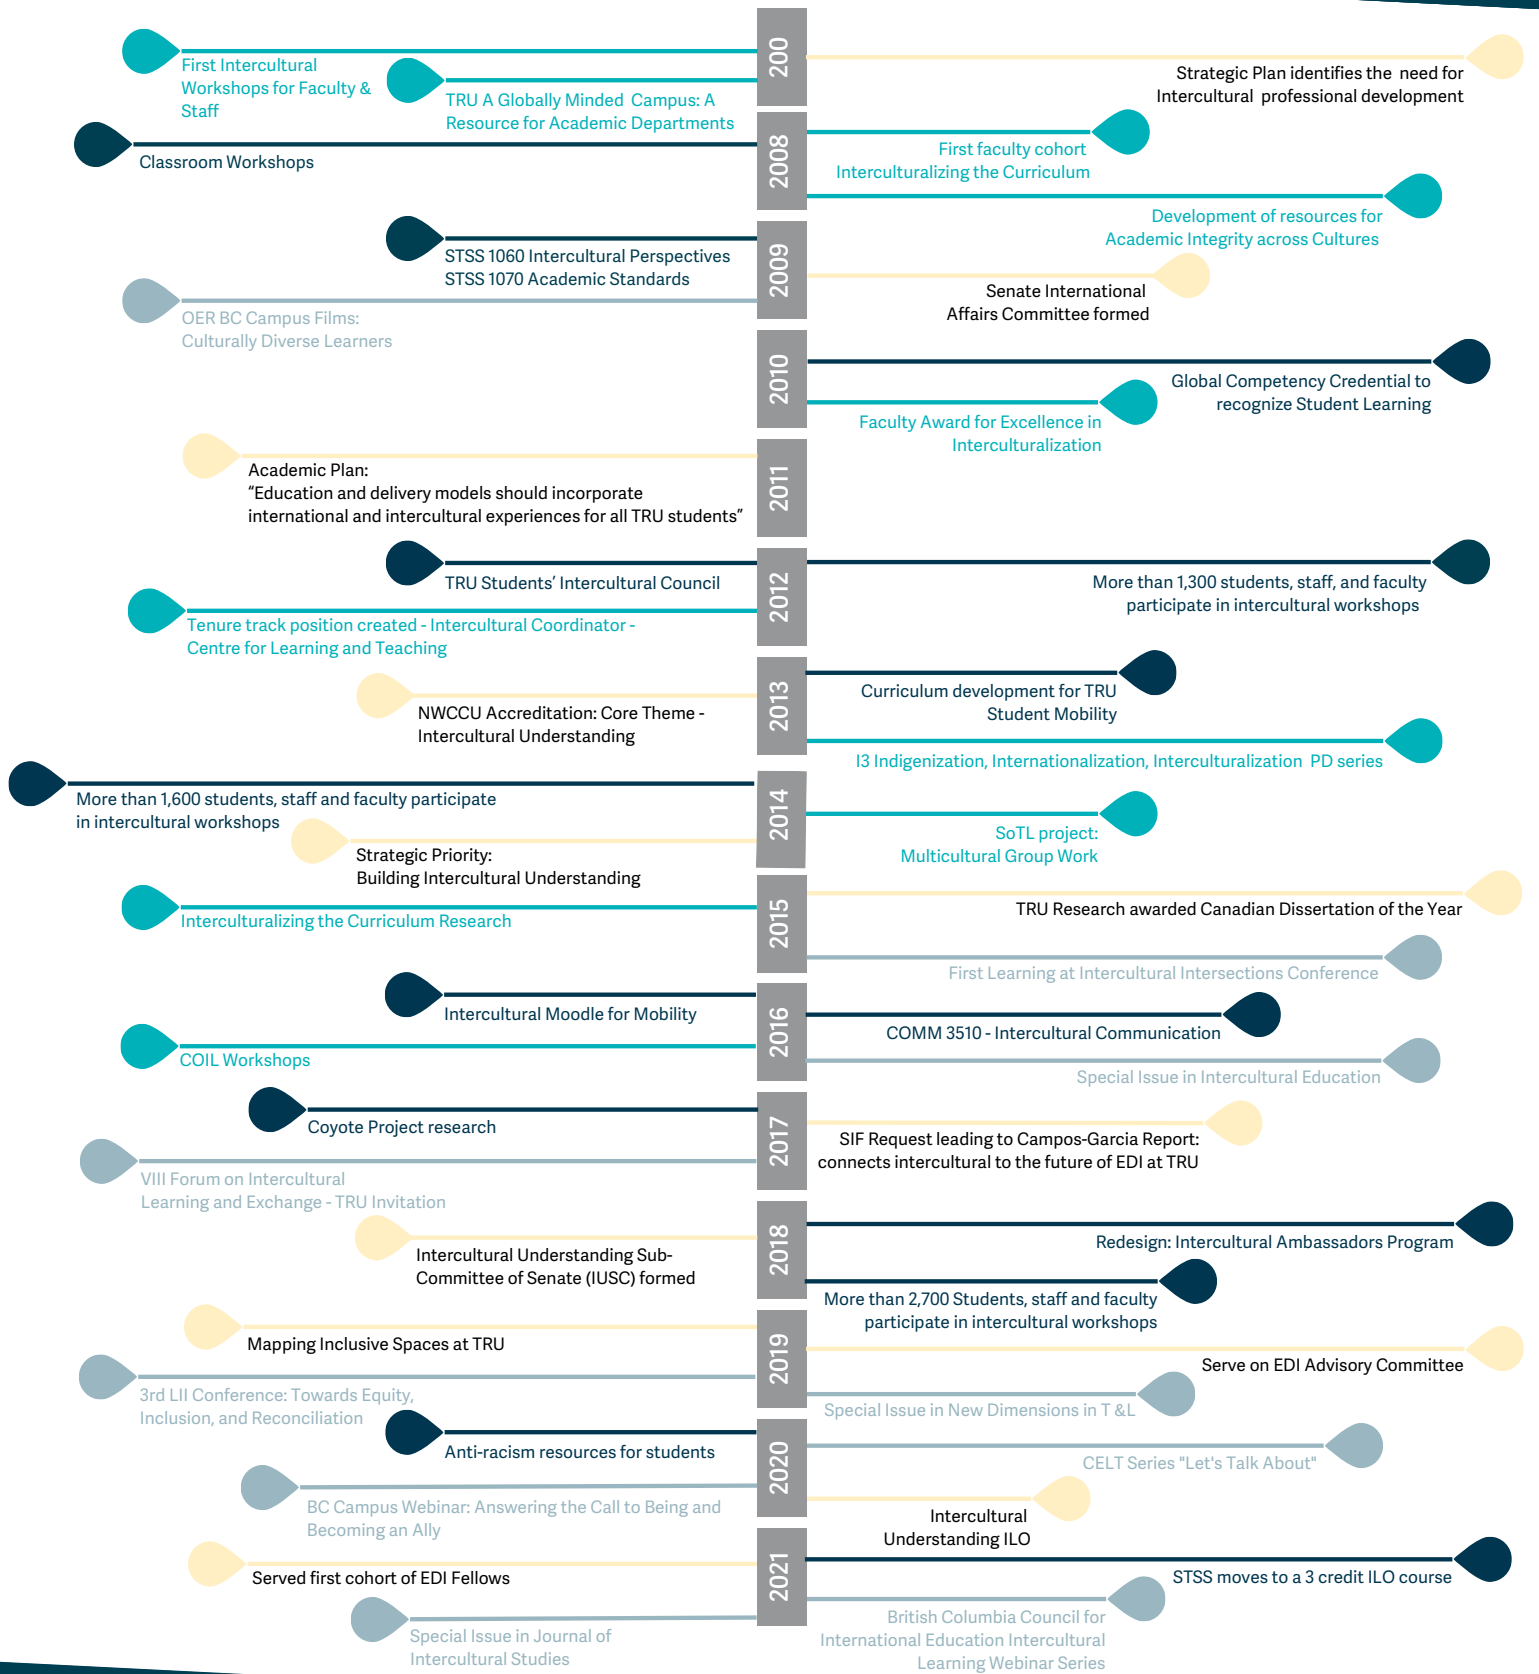 200
First Intercultural
Workshops for Faculty &
Staff
TRU A Globally Minded Campus: A
Resource for Academic Departments
Strategic Plan identifies the need for
Intercultural professional development
2008
Classroom Workshops
First faculty cohort
Interculturalizing the Curriculum
Development of resources for
Academic Integrity across Cultures
2009
STSS 1060 Intercultural Perspectives
STSS 1070 Academic Standards
OER BC Campus Films:
Culturally Diverse Learners
Senate International
Affairs Committee formed
2010
Global Competency Credential to
recognize Student Learning
Faculty Award for Excellence in
Interculturalization
2011
Academic Plan:
“Education and delivery models should incorporate
international and intercultural experiences for all TRU students”
2012
TRU Students’ Intercultural Council
Tenure track position created - Intercultural Coordinator -
Centre for Learning and Teaching
More than 1,300 students, staff, and faculty
participate in intercultural workshops
2013
NWCCU Accreditation: Core Theme -
Intercultural Understanding
Curriculum development for TRU
Student Mobility
I3 Indigenization, Internationalization, Interculturalization PD series
2014
More than 1,600 students, staff and faculty participate
in intercultural workshops
Strategic Priority:
Building Intercultural Understanding
SoTL project:
Multicultural Group Work
2015
Interculturalizing the Curriculum Research
TRU Research awarded Canadian Dissertation of the Year
First Learning at Intercultural Intersections Conference
2016
Intercultural Moodle for Mobility
COIL Workshops
COMM 3510 - Intercultural Communication
Special Issue in Intercultural Education
2017
Coyote Project research
VIII Forum on Intercultural
Learning and Exchange - TRU Invitation
SIF Request leading to Campos-Garcia Report:
connects intercultural to the future of EDI at TRU
2018
Intercultural Understanding Sub-
Committee of Senate (IUSC) formed
Redesign: Intercultural Ambassadors Program
More than 2,700 Students, staff and faculty
participate in intercultural workshops
2019
Mapping Inclusive Spaces at TRU
3rd LII Conference: Towards Equity,
Inclusion, and Reconciliation
Serve on EDI Advisory Committee
Special Issue in New Dimensions in T &L
2020
Anti-racism resources for students
BC Campus Webinar: Answering the Call to Being and
Becoming an Ally
CELT Series "Let's Talk About"
Intercultural
Understanding ILO
2021
Served first cohort of EDI Fellows
Special Issue in Journal of
Intercultural Studies
STSS moves to a 3 credit ILO course
British Columbia Council for
International Education Intercultural
Learning Webinar Series